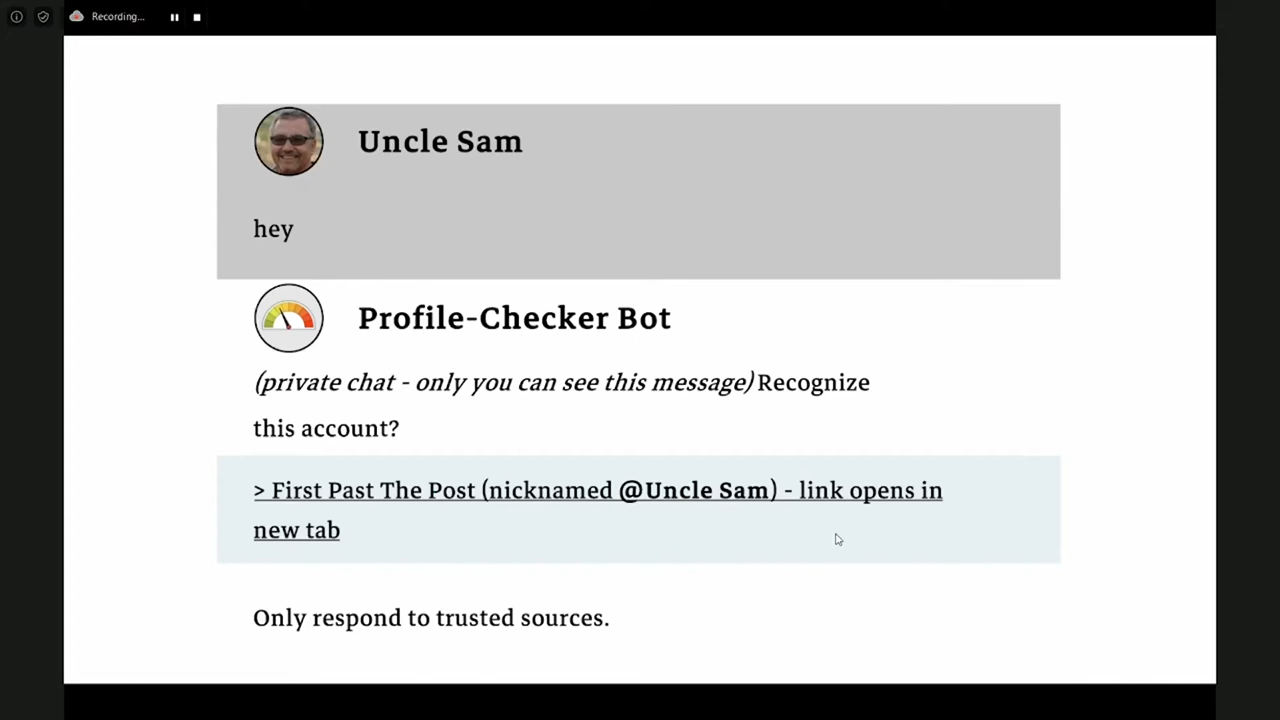 Recording...
Uncle Sam
hey
Profile-Checker Bot
(private chat - only you can see this message) Recognize
this account?
> First Past The Post (nicknamed @Uncle Sam) - link opens in
new tab
Only respond to trusted sources.